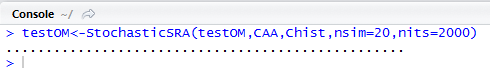 Console ~/
> testOM<-StochasticSRA(testOM,CAA,Chist,nsim=20,nits=2000)
..................................................
>